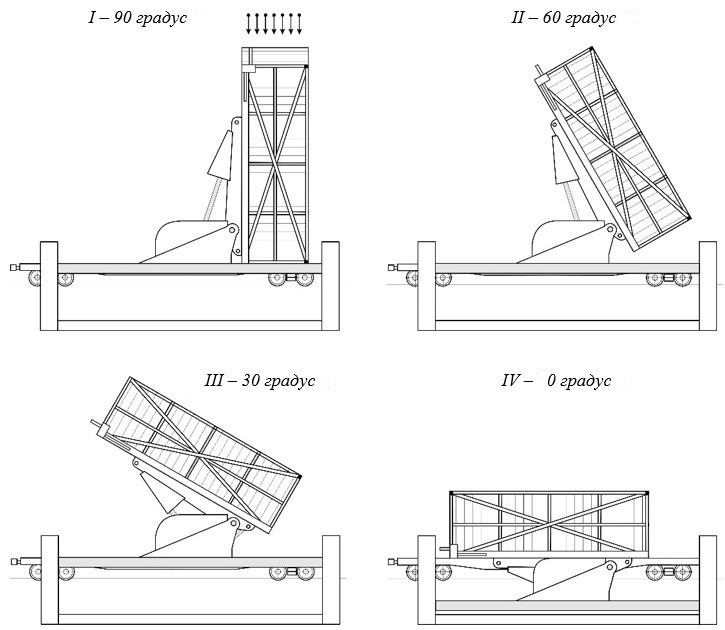 I – 90 градус
II – 60 градус
III – 30 градус
IV – 0 градус